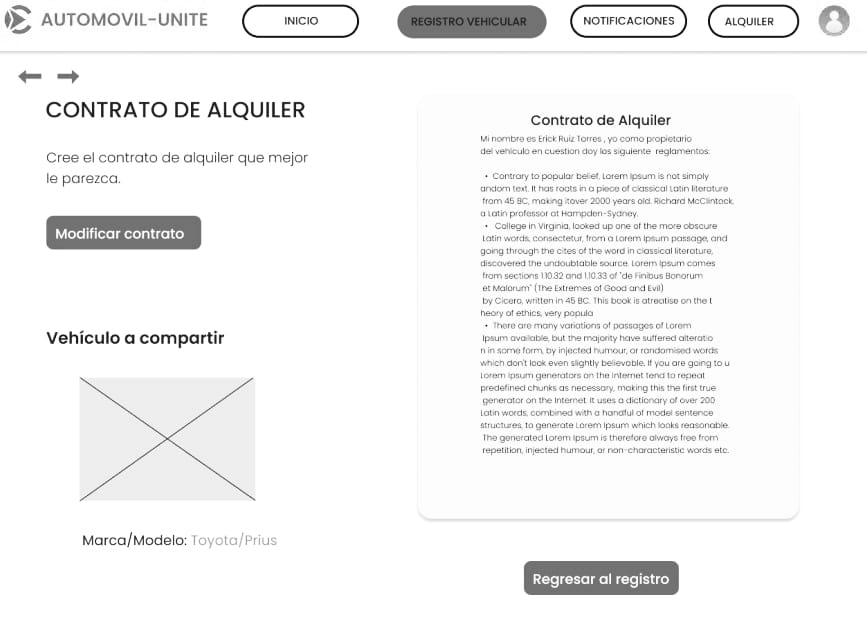 AUTOMOVIL-UNITE
INICIO
REGISTRO VEHICULAR
NOTIFICACIONES
ALQUILER
CONTRATO DE ALQUILER
Cree el contrato de alquiler que mejor
le parezca.
Modificar contrato
Vehículo a compartir
Marca/Modelo: Toyota/Prius
Contrato de Alquiler
Mi nombre es Erick Ruiz Torres , yo como propietario
del vehículo en cuestion doy los siguiente reglamentos:
• Contrary to popular belief, Lorem Ipsum is not simply
andom text. It has roots in a piece of classical Latin literature
from 45 BC, making itover 2000 years old. Richard McClintock,
a Latin professor at Hampden-Sydney.
• College in Virginia, looked up one of the more obscure
Latin words, consectetur, from a Lorem Ipsum passage, and
going through the cites of the word in classical literature,
discovered the undoubtable source. Lorem Ipsum comes
from sections 1.10.32 and 1.10.33 of "de Finibus Bonorum
et Malorum" (The Extremes of Good and Evil)
by Cicero, written in 45 BC. This book is atreatise on the t
heory of ethics, very popula
• There are many variations of passages of Lorem
Ipsum available, but the majority have suffered alteratio
n in some form, by injected humour, or randomised words
which don't look even slightly believable. If you are going to u
Lorem Ipsum generators on the Internet tend to repeat
predefined chunks as necessary, making this the first true
generator on the Internet. It uses a dictionary of over 200
Latin words, combined with a handful of model sentence
structures, to generate Lorem Ipsum which looks reasonable.
The generated Lorem Ipsum is therefore always free from
repetition, injected humour, or non-characteristic words etc.
Regresar al registro